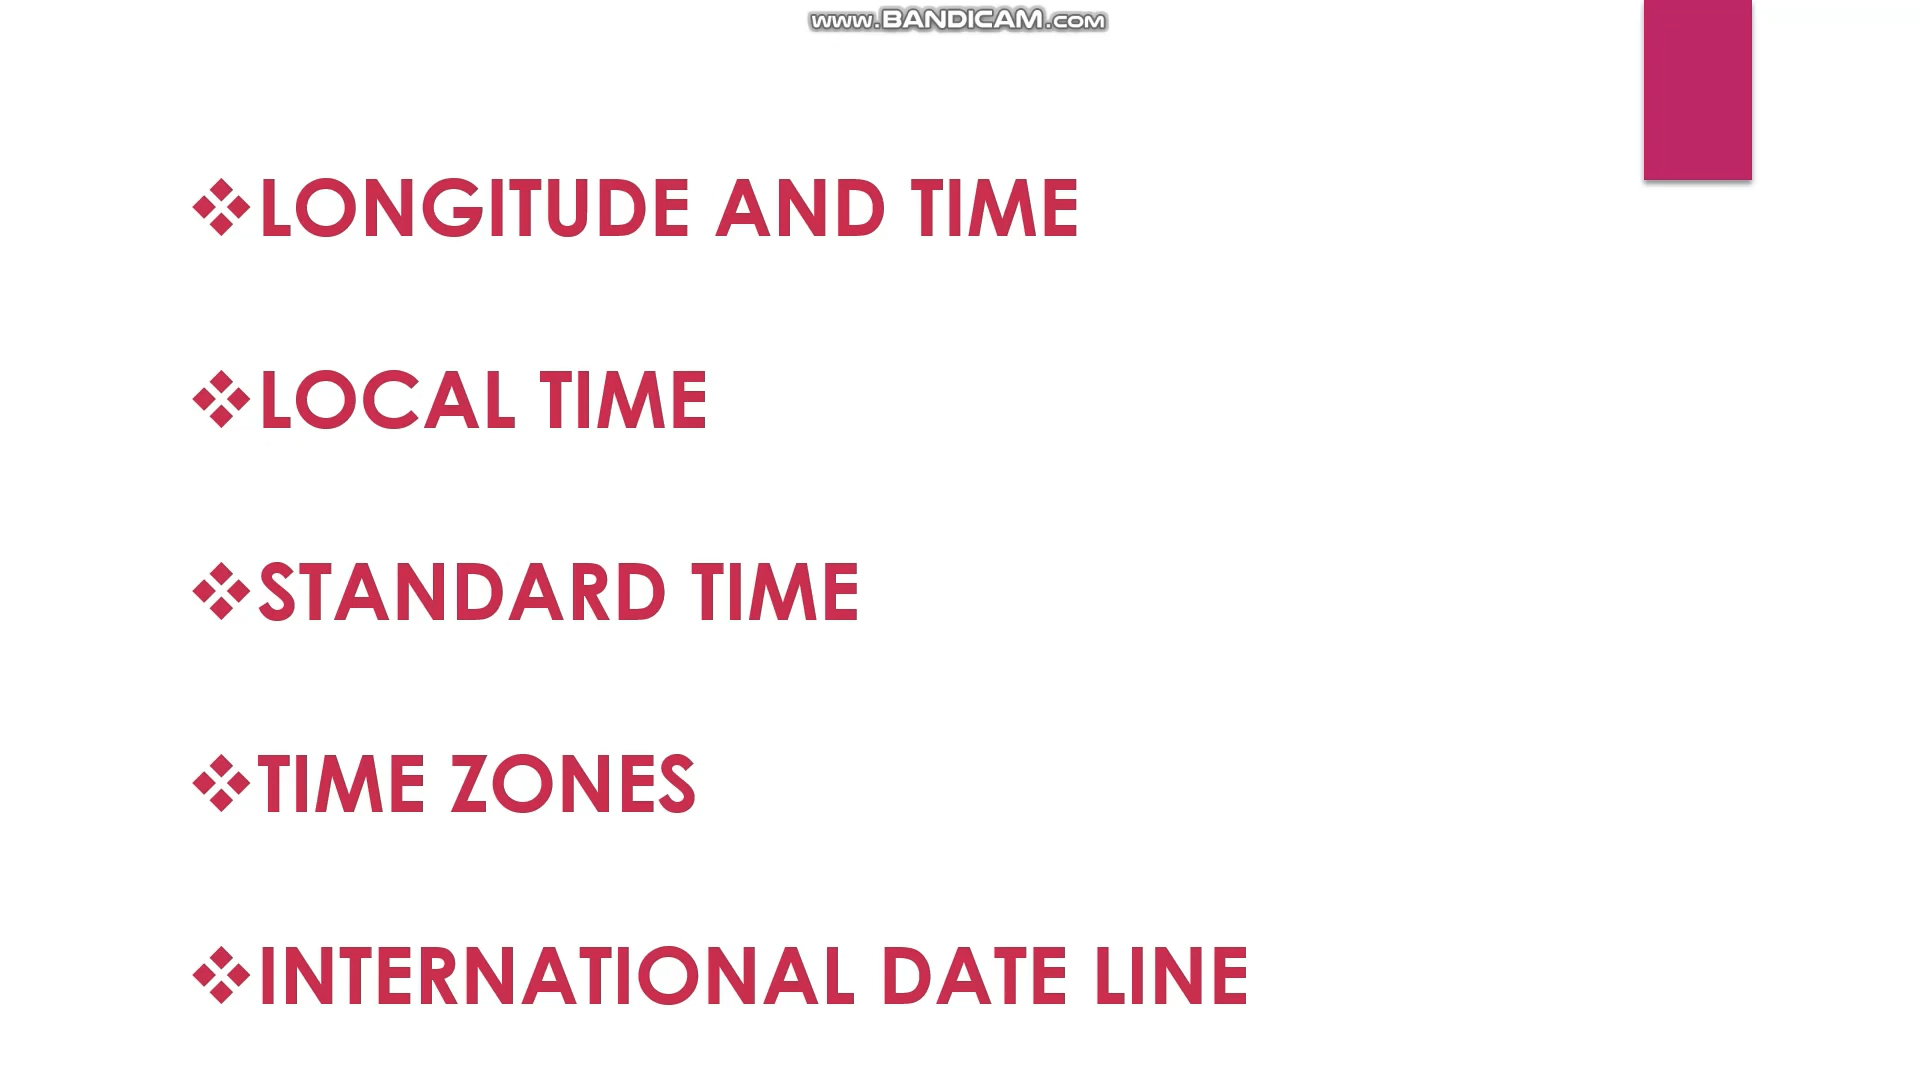 www.BANDICAM.com
❖LONGITUDE AND TIME
❖LOCAL TIME
❖STANDARD TIME
❖TIME ZONES
❖INTERNATIONAL DATE LINE